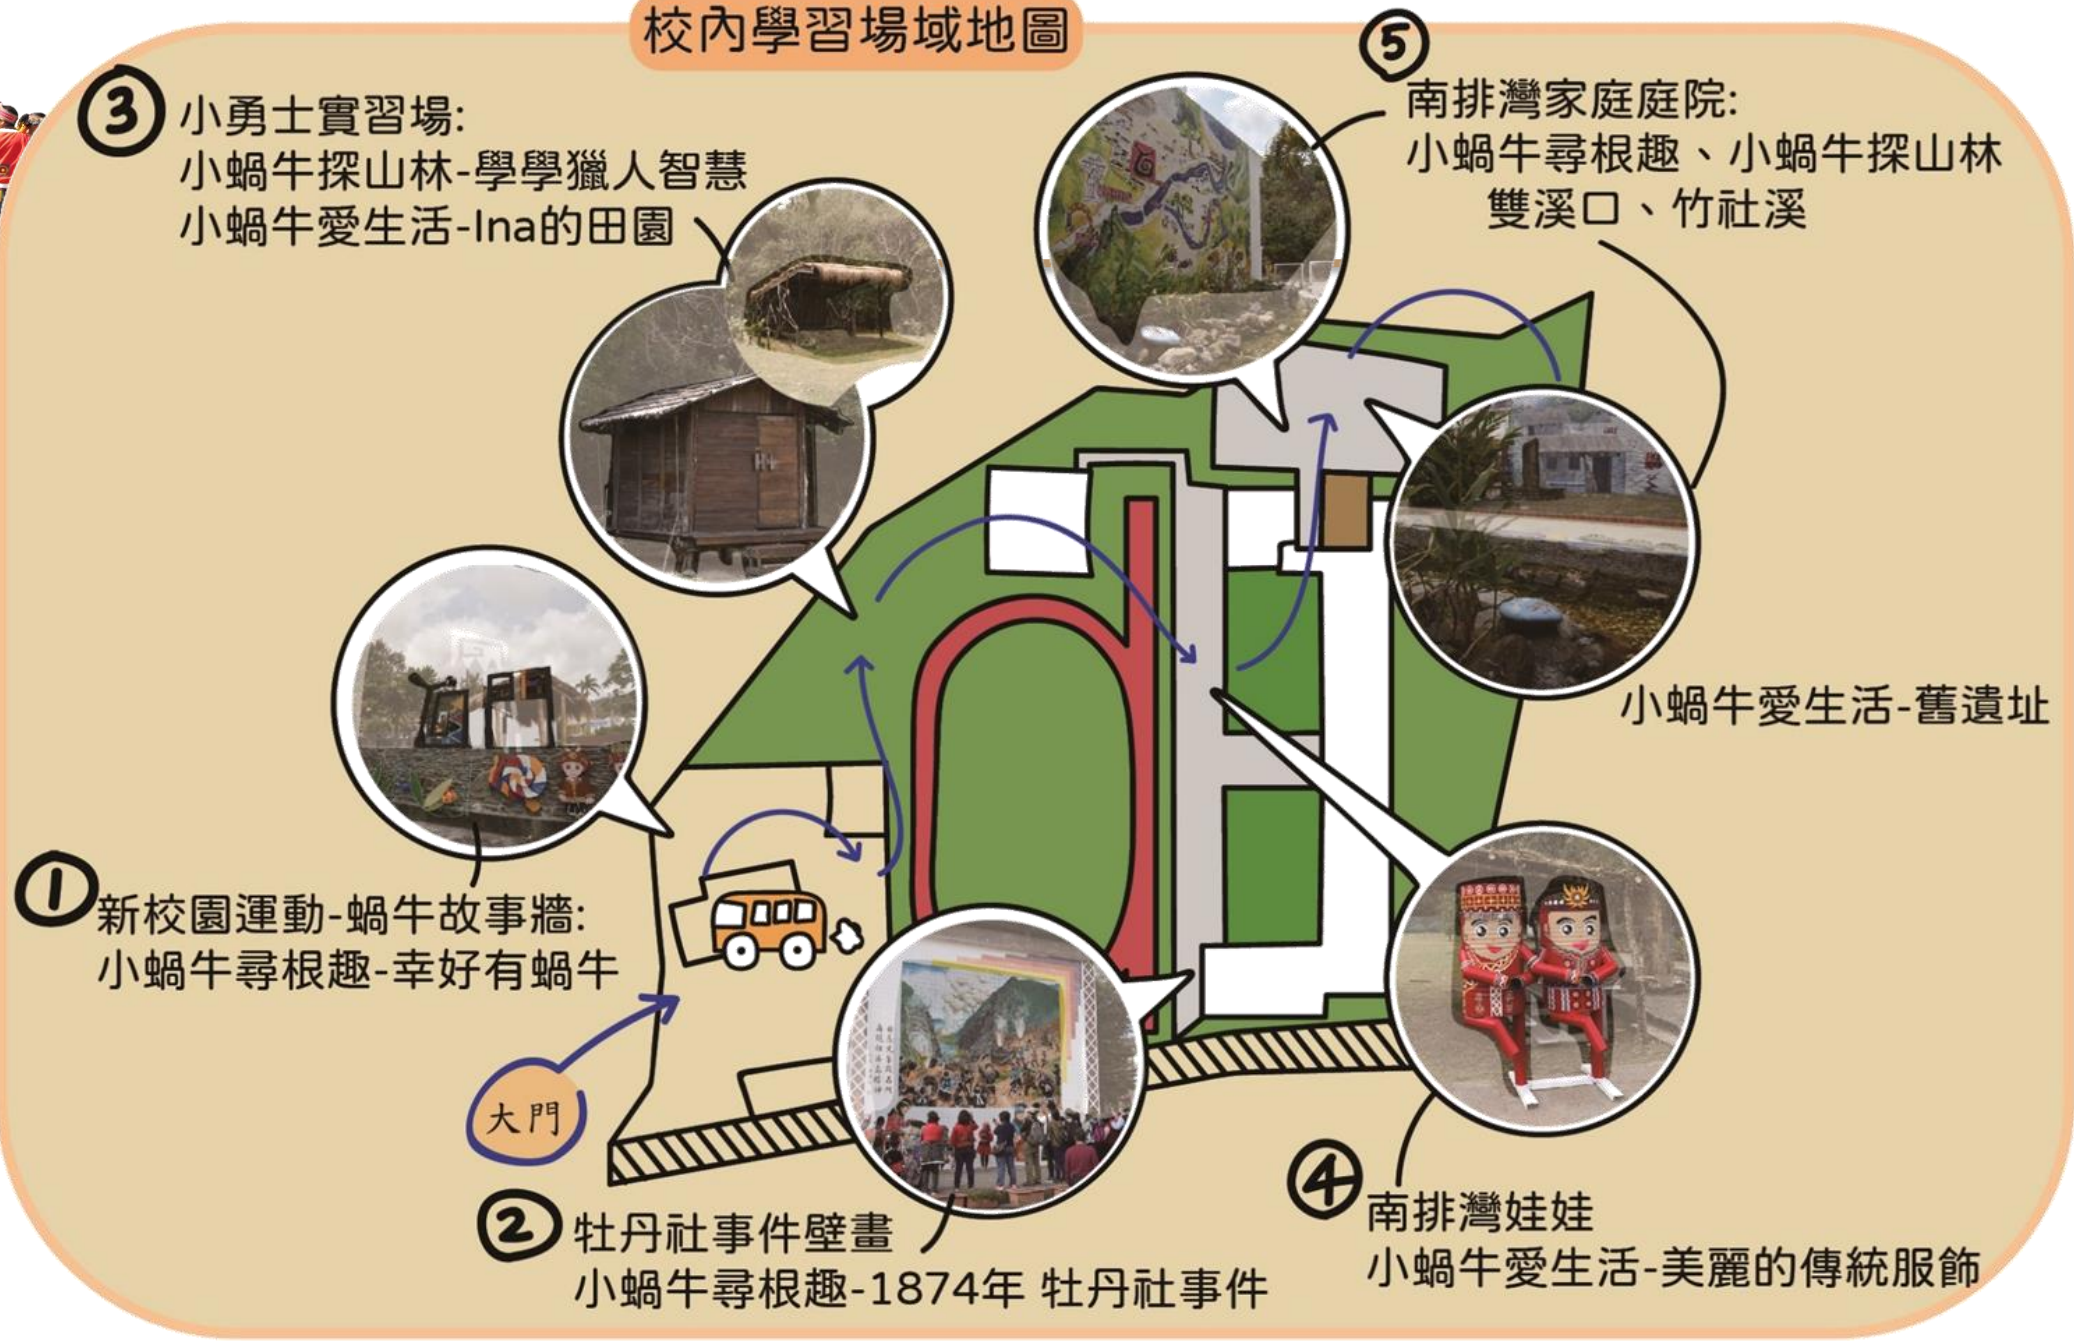 校內學習場域地圖
①
新校園運動-蝸牛故事牆:
小蝸牛尋根趣-幸好有蝸牛
②
牡丹社事件壁畫
小蝸牛尋根趣-1874年 牡丹社事件
③
小勇士實習場:
小蝸牛探山林-學學獵人智慧
小蝸牛愛生活-Ina的田園
④
南排灣娃娃
小蝸牛愛生活-美麗的傳統服飾
⑤
南排灣家庭庭院:
小蝸牛尋根趣、小蝸牛探山林
雙溪口、竹社溪
小蝸牛愛生活-舊遺址
大門